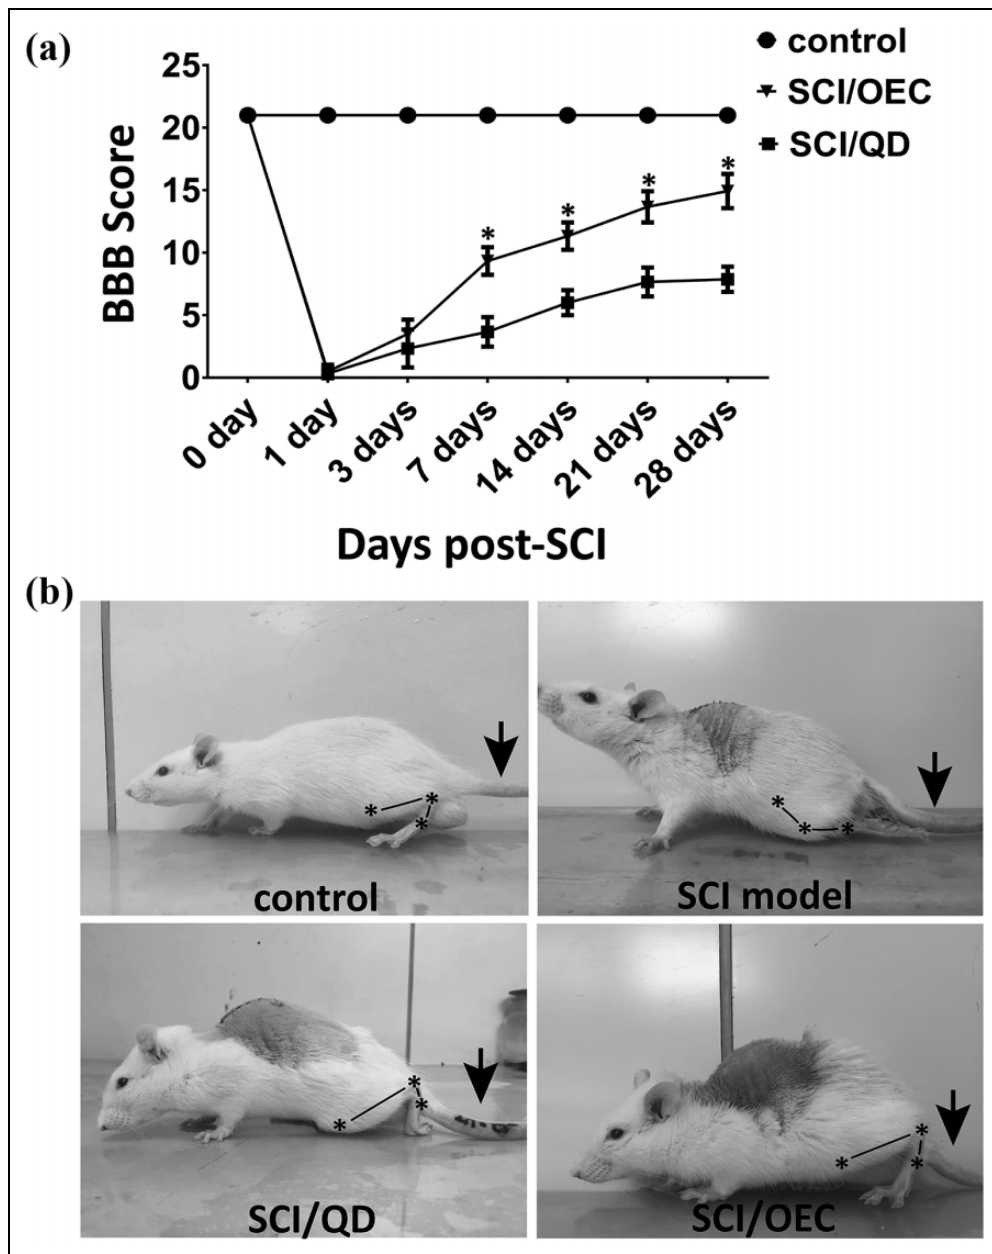 (a)
control
SCI/OEC
SCI/QD
25
20
15
10
5
0
BBB Score
*
*
*
*
0 day
1 day
3 days
7 days
14 days
21 days
28 days
Days post-SCI
(b)
control
SCI model
SCI/QD
SCI/OEC